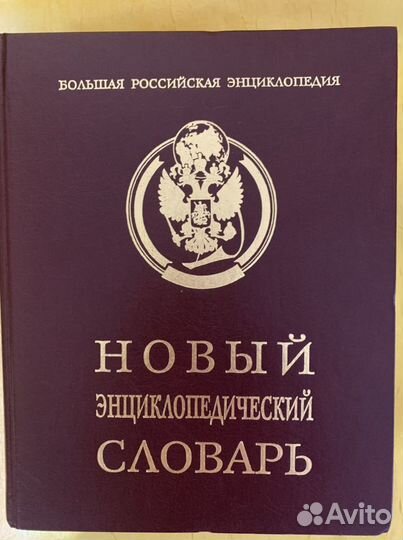 БОЛЬШАЯ РОССИЙСКАЯ ЭНЦИКЛОПЕДИЯ
НОВЫЙ
ЭНЦИКЛОПЕДИЧЕСКИЙ
СЛОВАРЬ
Avito